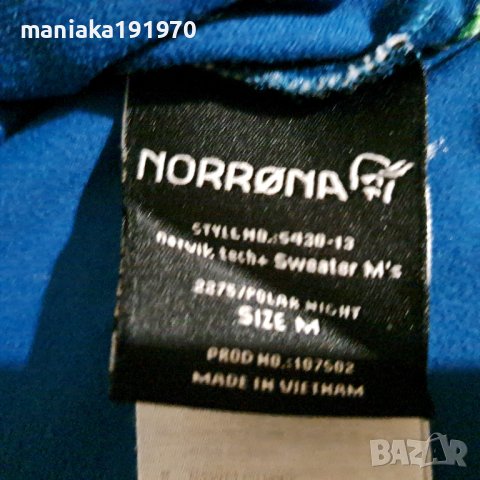 maniaka191970
NORRØNA
STYLE NO.:5430-13
narvik tech+ Sweater M's
2275/POLAR NIGHT
SIZE M
PROD NO.:107502
MADE IN VIETNAM
BAZAR